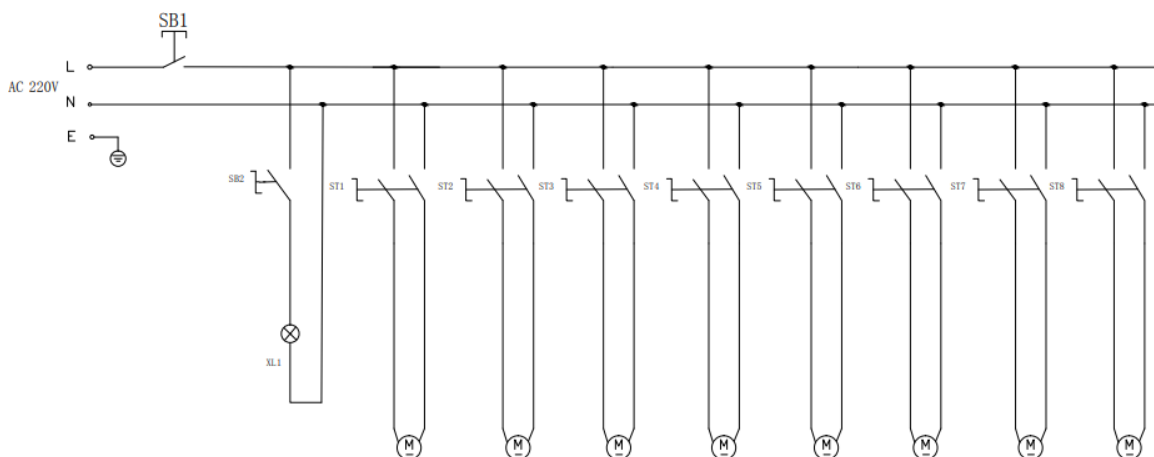 SB1
L
AC 220V
N
E
SB2
ST1
ST2
ST3
ST4
ST5
ST6
ST7
ST8
XL1
M
M
M
M
M
M
M
M